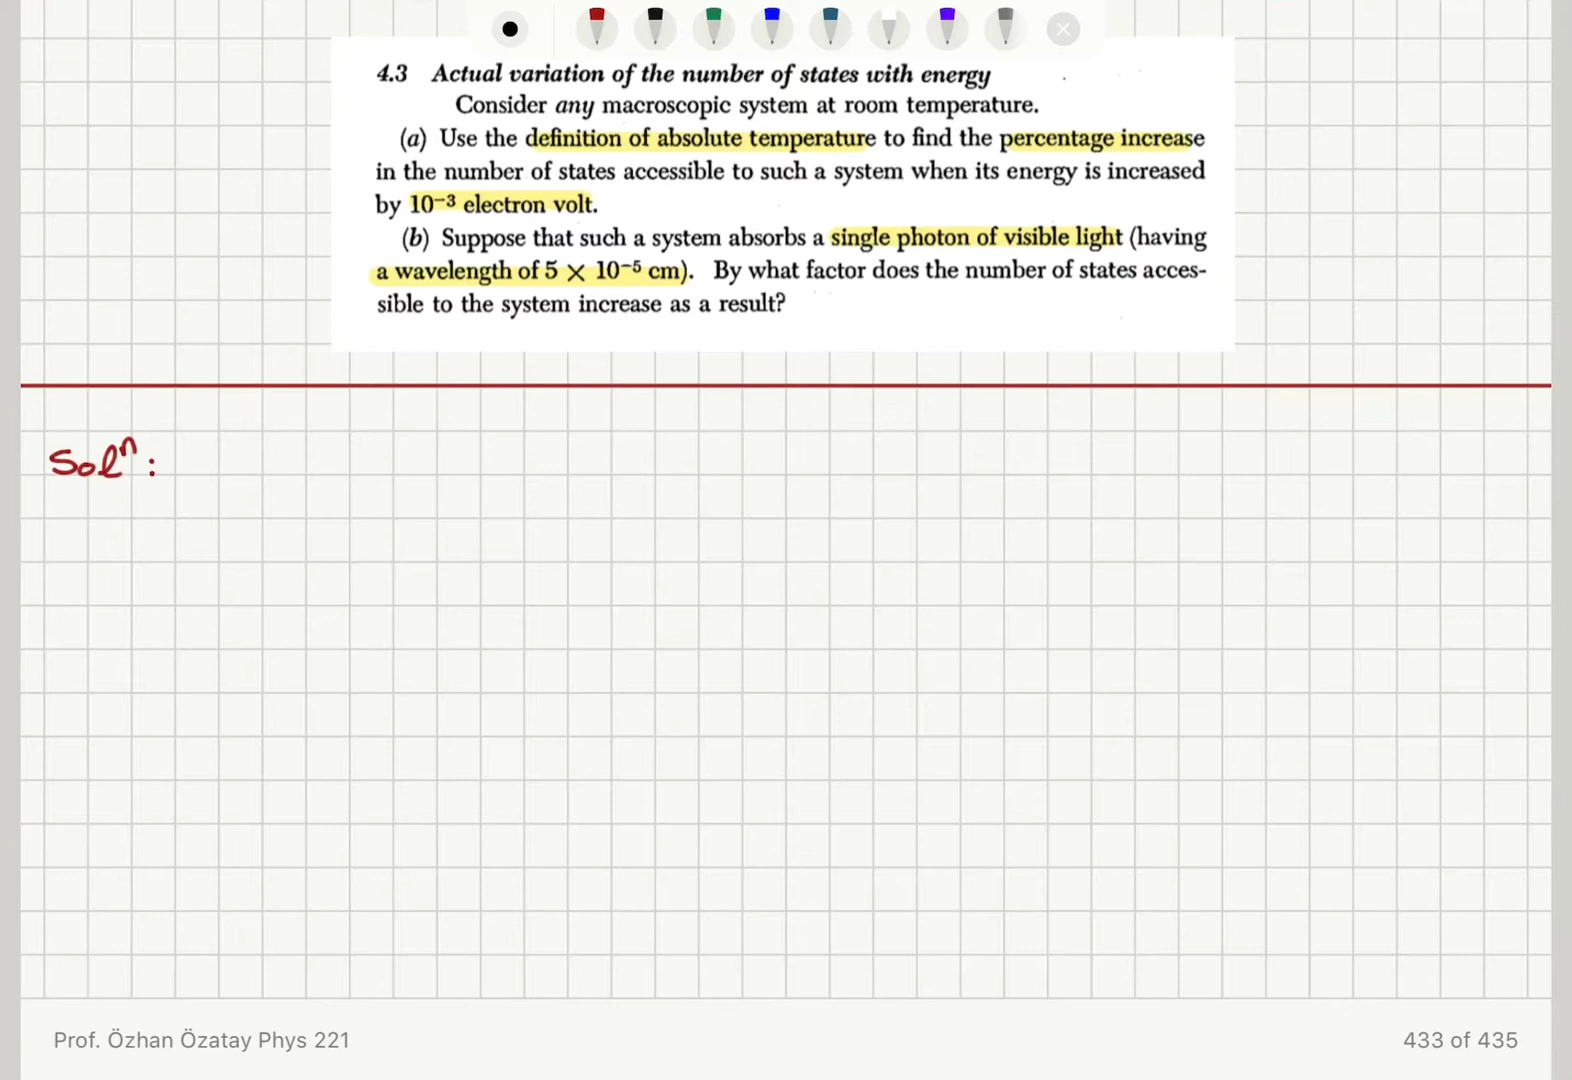 4.3 Actual variation of the number of states with energy
Consider any macroscopic system at room temperature.
(a) Use the definition of absolute temperature to find the percentage increase
in the number of states accessible to such a system when its energy is increased
by 10⁻³ electron volt.
(b) Suppose that such a system absorbs a single photon of visible light (having
a wavelength of 5 × 10⁻⁵ cm). By what factor does the number of states acces-
sible to the system increase as a result?
Solⁿ :
Prof. Özhan Özatay Phys 221
433 of 435